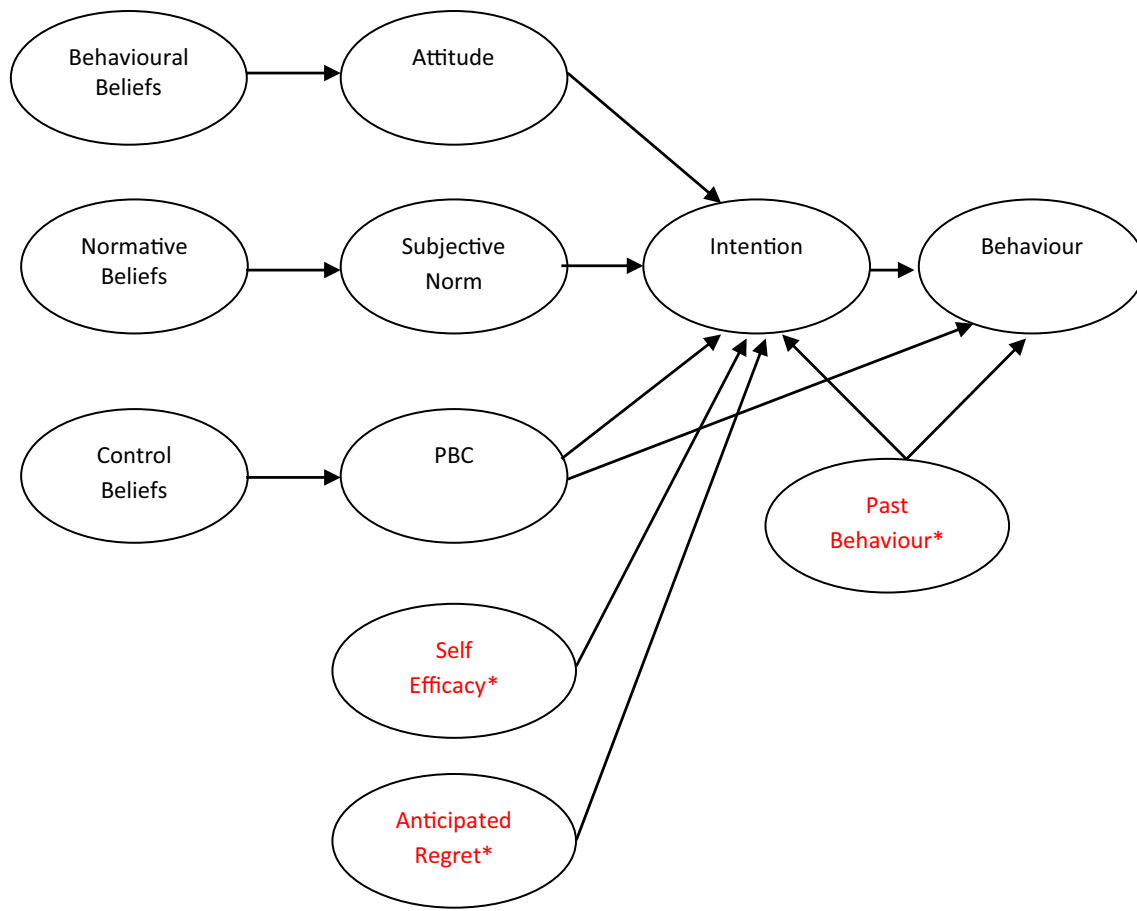 Behavioural
Beliefs
Attitude
Normative
Beliefs
Subjective
Norm
Intention
Behaviour
Control
Beliefs
PBC
Past
Behaviour*
Self
Efficacy*
Anticipated
Regret*